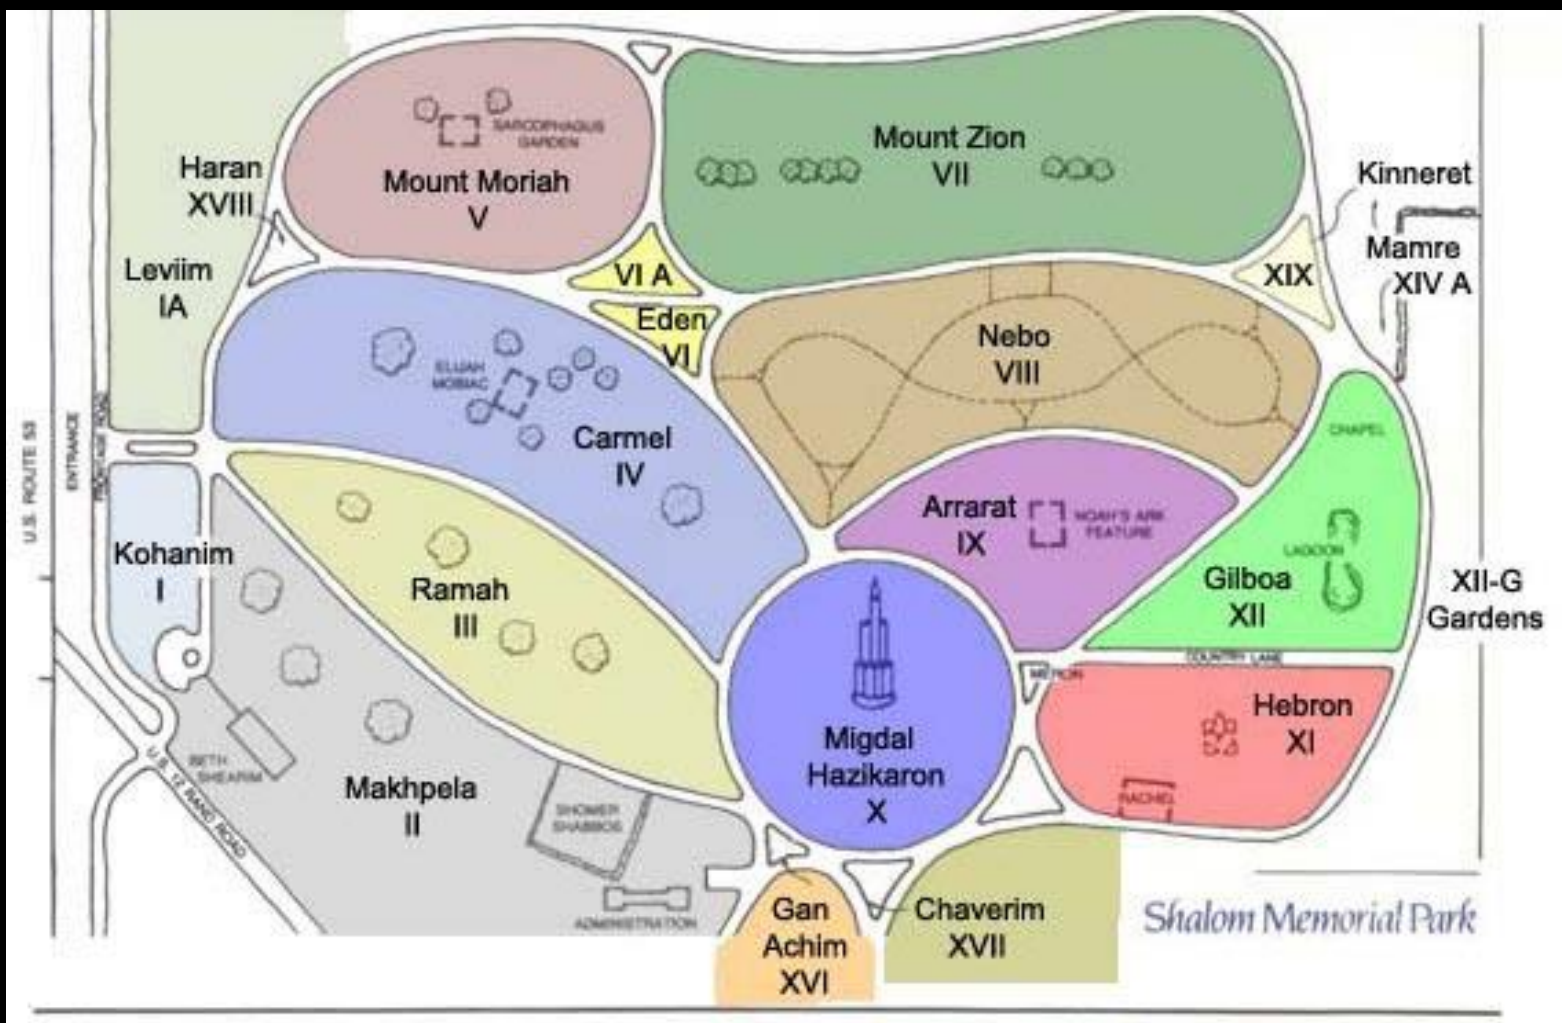 SARCOPHAGUS
GARDEN
Mount Moriah
V
Mount Zion
VII
Haran
XVIII
Kinneret
Mamre
XIV A
Leviim
IA
VI A
XIX
Eden
VI
Nebo
VIII
ELIJAH
MOSIAC
Carmel
IV
CHAPEL
ENTRANCE
FRONTAGE ROAD
U.S. ROUTE 53
Arrarat
IX
NOAH'S ARK
FEATURE
LAGOON
Gilboa
XII
XII-G
Gardens
Kohanim
I
Ramah
III
COUNTRY LANE
MERON
Hebron
XI
Migdal
Hazikaron
X
BETH
SHEARIM
U.S. 12 RAND ROAD
Makhpela
II
SHOMER
SHABBOS
RACHEL
ADMINISTRATION
Gan
Achim
XVI
Chaverim
XVII
Shalom Memorial Park